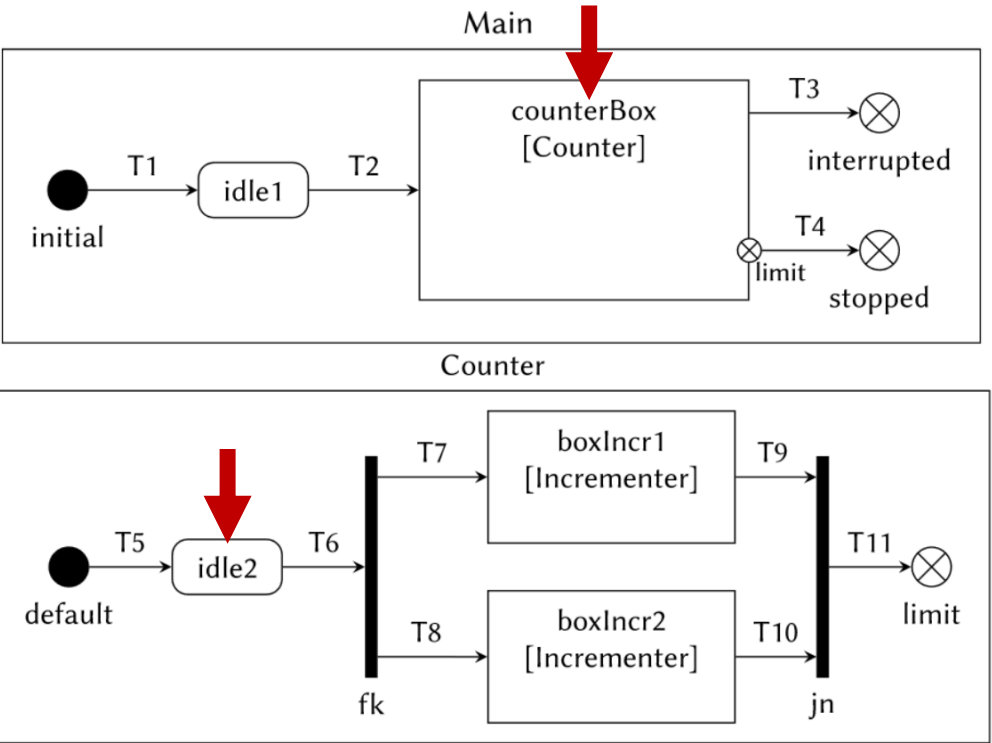 Main
counterBox
[Counter]
T3
interrupted
T1
idle1
T2
initial
T4
limit
stopped
Counter
boxIncr1
[Incrementer]
T7
T9
T5
idle2
T6
T11
default
limit
boxIncr2
[Incrementer]
T8
T10
fk
jn